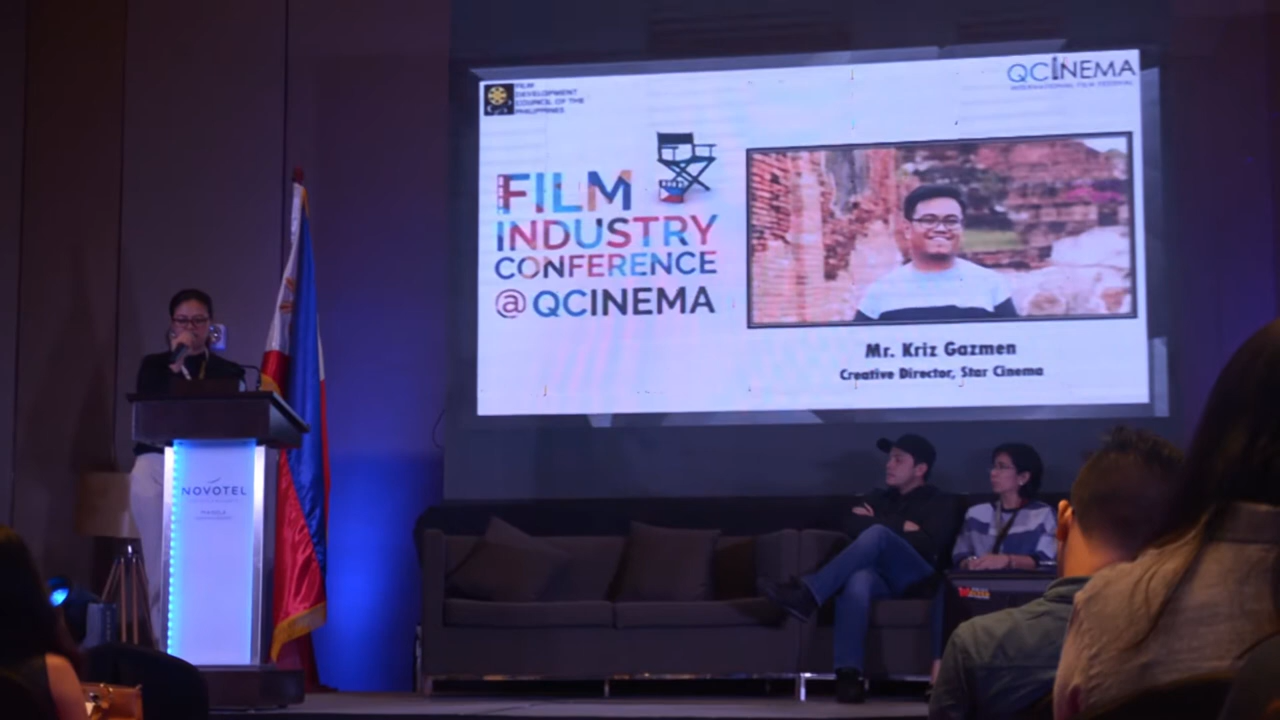 FILM
DEVELOPMENT
COUNCIL OF THE
PHILIPPINES
QCINEMA
INTERNATIONAL FILM FESTIVAL
FILM
INDUSTRY
CONFERENCE
@QCINEMA
Mr. Kriz Gazmen
Creative Director, Star Cinema
NOVOTEL
MANILA